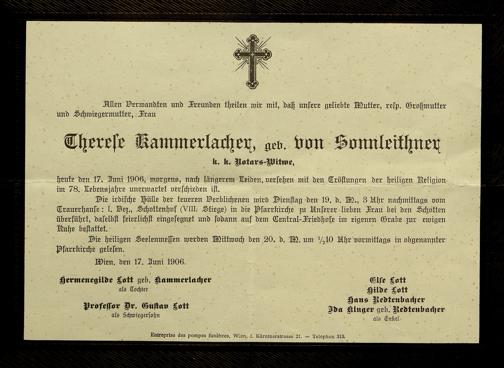 Allen Verwandten und Freunden theilen wir mit, daß unsere geliebte Mutter, resp. Großmutter
und Schwiegermutter, Frau
Therese Kammerlacher, geb. von Sonnleithner
k. k. Notars-Witwe,
heute den 17. Juni 1906, morgens, nach längerem Leiden, versehen mit den Tröstungen der heiligen Religion
im 78. Lebensjahre unerwartet verschieden ist.
Die irdische Hülle der teueren Verblichenen wird Dienstag den 19. d. M., 3 Uhr nachmittags vom
Trauerhause: I. Bez., Schottenhof (VIII. Stiege) in die Pfarrkirche zu Unserer lieben Frau bei den Schotten
überführt, daselbst feierlichst eingesegnet und sodann auf dem Central-Friedhofe im eigenen Grabe zur ewigen
Ruhe bestattet.
Die heiligen Seelenmessen werden Mittwoch den 20. d. M. um ½10 Uhr vormittags in obgenannter
Pfarrkirche gelesen.
Wien, den 17. Juni 1906.
Hermenegilde Lott geb. Kammerlacher
als Tochter
Professor Dr. Gustav Lott
als Schwiegersohn
Else Lott
Hilde Lott
Hans Redtenbacher
Ida Kinger geb. Redtenbacher
als Enkel
Entreprise des pompes funèbres, Wien, I. Kärntnerstrasse 21. — Telephon 313.